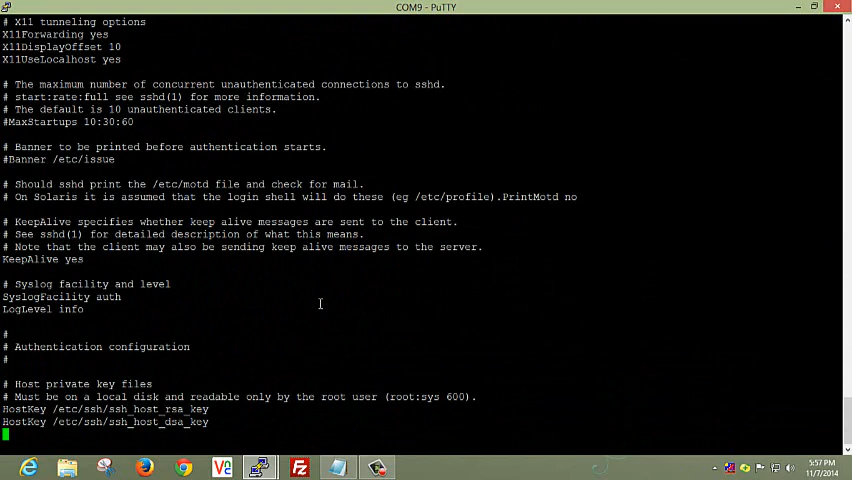 COM9 - PuTTY
# X11 tunneling options
X11Forwarding yes
X11DisplayOffset 10
X11UseLocalhost yes
# The maximum number of concurrent unauthenticated connections to sshd.
# start:rate:full see sshd(1) for more information.
# The default is 10 unauthenticated clients.
#MaxStartups 10:30:60
# Banner to be printed before authentication starts.
#Banner /etc/issue
# Should sshd print the /etc/motd file and check for mail.
# On Solaris it is assumed that the login shell will do these (eg /etc/profile).PrintMotd no
# KeepAlive specifies whether keep alive messages are sent to the client.
# See sshd(1) for detailed description of what this means.
# Note that the client may also be sending keep alive messages to the server.
KeepAlive yes
# Syslog facility and level
SyslogFacility auth
LogLevel info
#
# Authentication configuration
#
# Host private key files
# Must be on a local disk and readable only by the root user (root:sys 600).
HostKey /etc/ssh/ssh_host_rsa_key
HostKey /etc/ssh/ssh_host_dsa_key
5:57 PM
11/7/2014